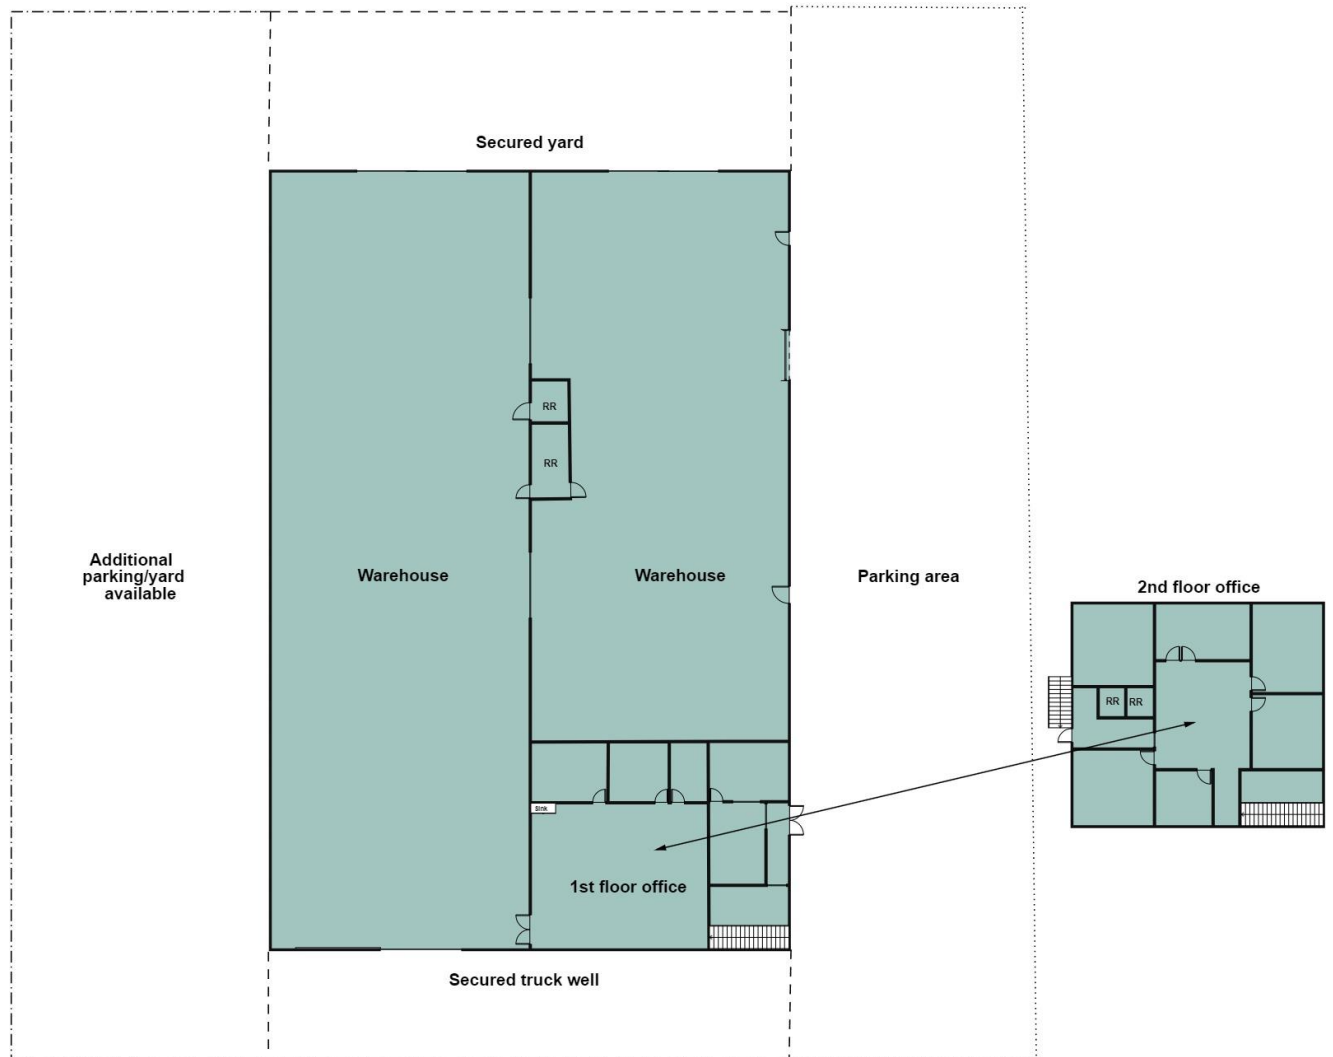 Secured yard
RR
RR
Additional
parking/yard
available
Warehouse
Warehouse
Parking area
2nd floor office
RR
RR
Sink
1st floor office
Secured truck well